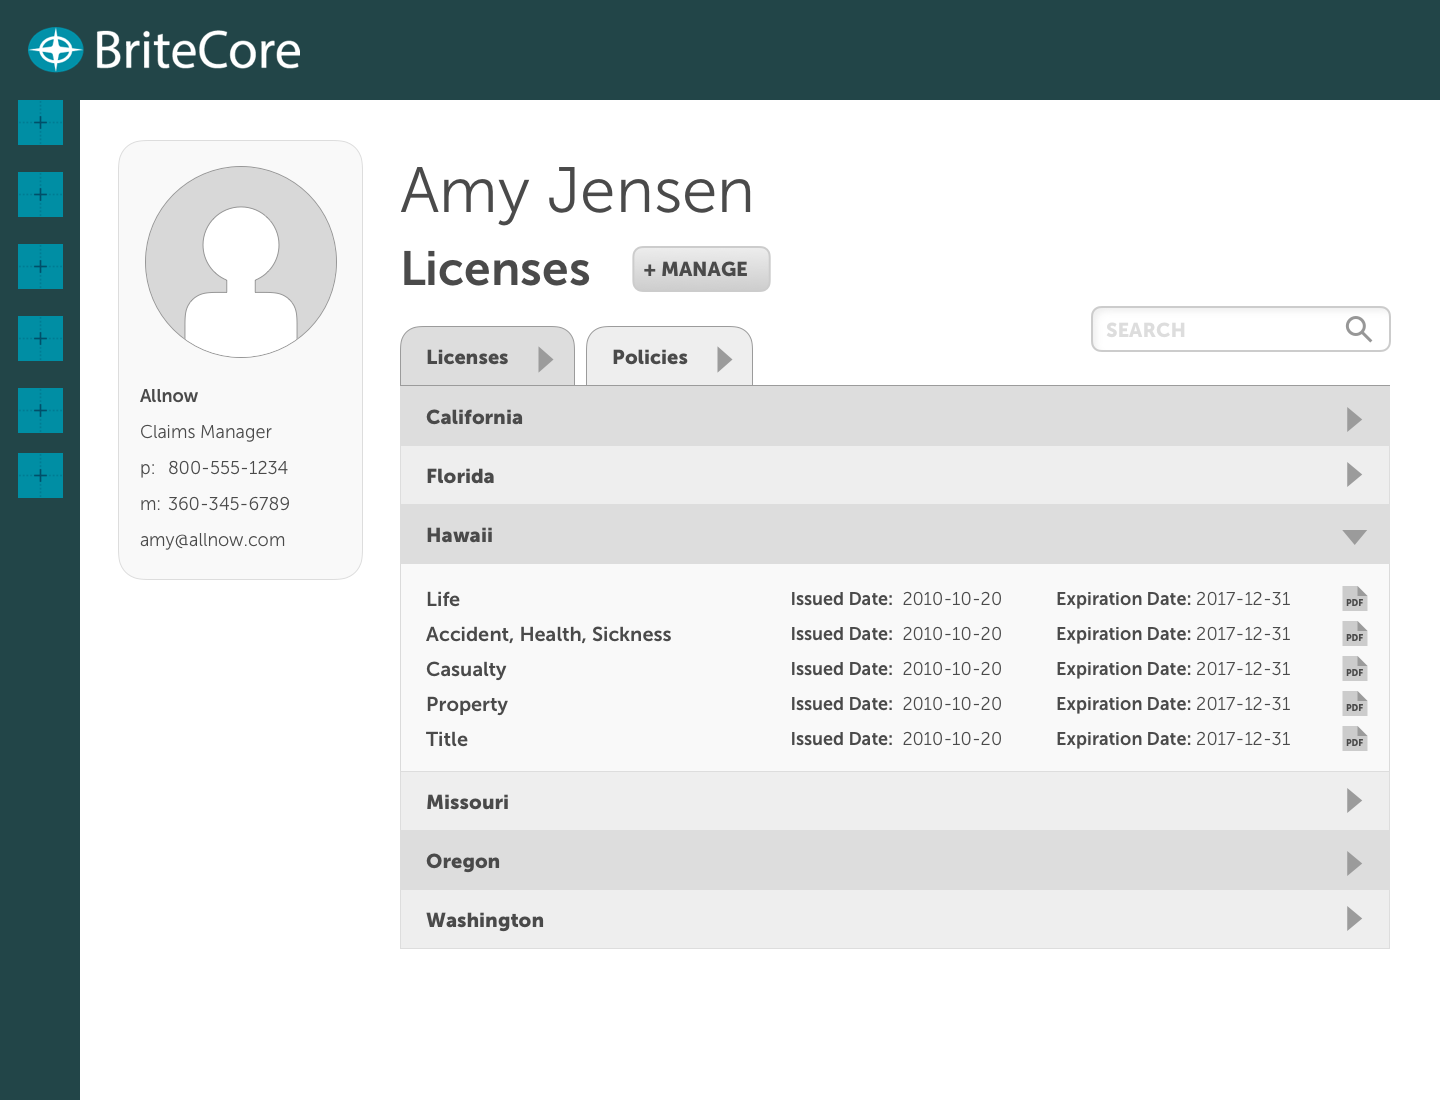 BriteCore
Allnow
Claims Manager
p: 800-555-1234
m: 360-345-6789
amy@allnow.com
Amy Jensen
Licenses + MANAGE
SEARCH
Licenses Policies
California
Florida
Hawaii
Life Issued Date: 2010-10-20 Expiration Date: 2017-12-31 PDF
Accident, Health, Sickness Issued Date: 2010-10-20 Expiration Date: 2017-12-31 PDF
Casualty Issued Date: 2010-10-20 Expiration Date: 2017-12-31 PDF
Property Issued Date: 2010-10-20 Expiration Date: 2017-12-31 PDF
Title Issued Date: 2010-10-20 Expiration Date: 2017-12-31 PDF
Missouri
Oregon
Washington